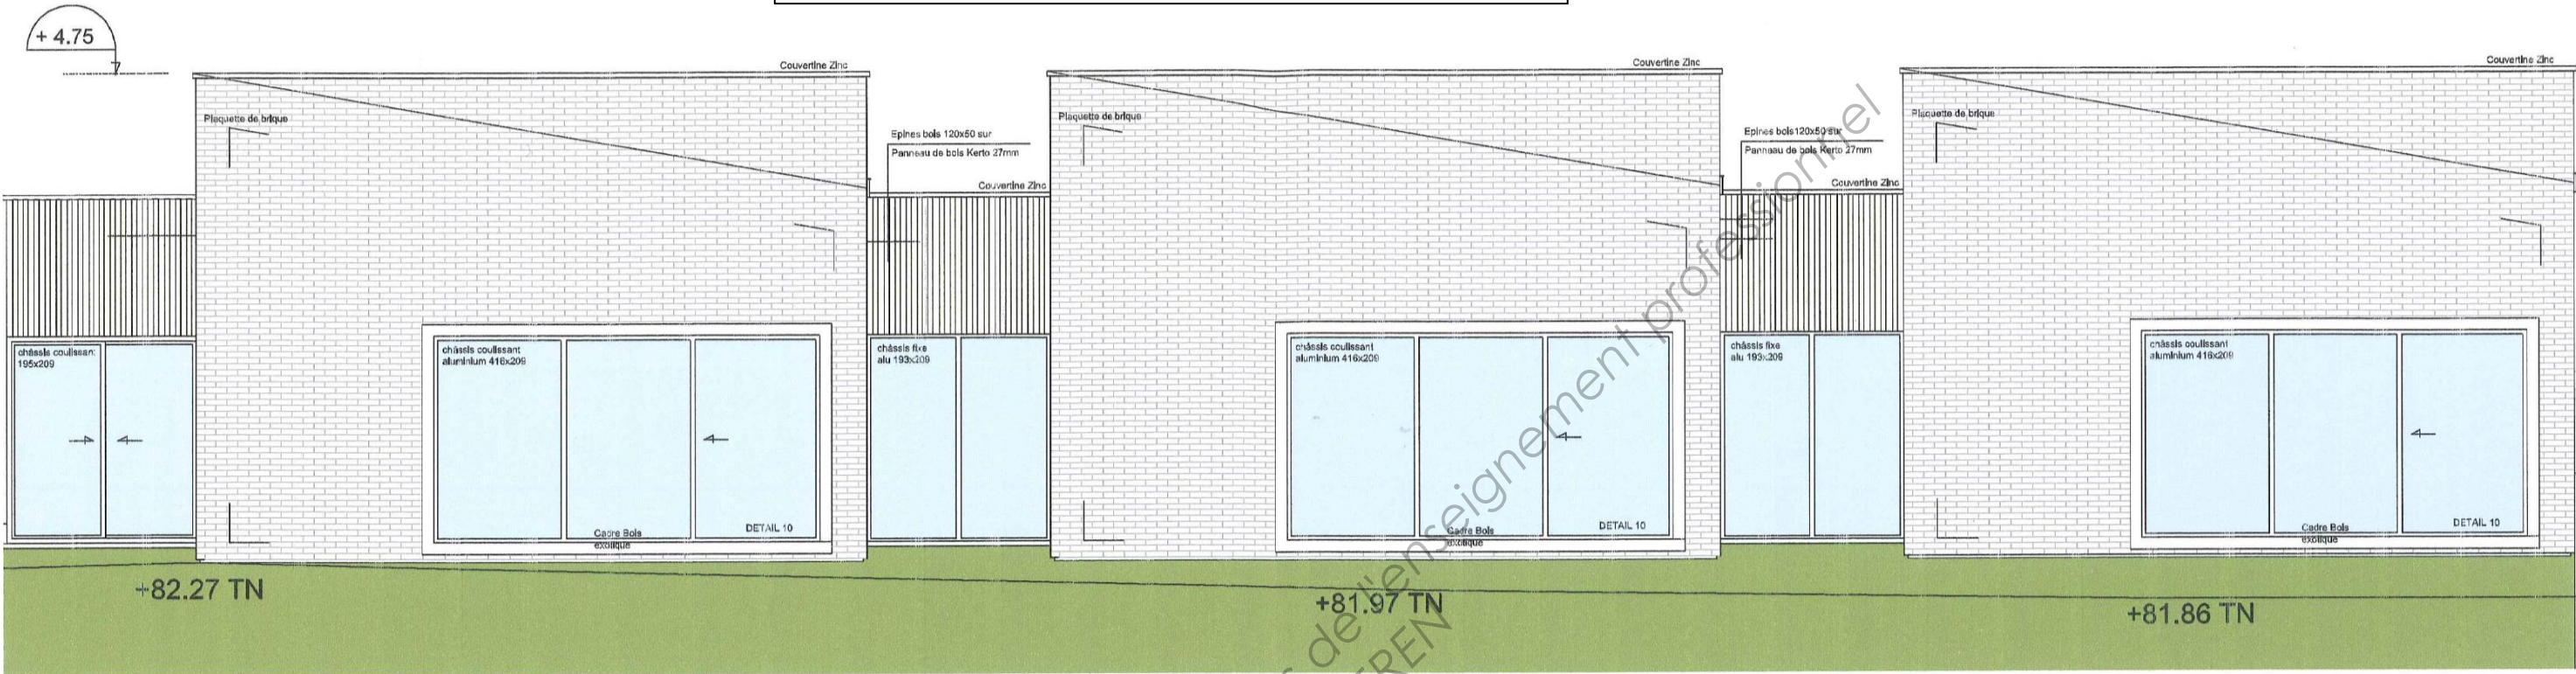 + 4.75
Couvertine Zinc
Couvertine Zinc
Couvertine Zinc
Plaquette de brique
Plaquette de brique
Plaquette de brique
Epines bois 120x50 sur
Panneau de bois Kerto 27mm
Epines bois 120x50 sur
Panneau de bois Kerto 27mm
Couvertine Zinc
Couvertine Zinc
châssis coulissant
195x209
châssis coulissant
aluminium 416x209
châssis fixe
alu 193x209
châssis coulissant
aluminium 416x209
châssis fixe
alu 193x209
châssis coulissant
aluminium 416x209
Cadre Bois
exotique
DETAIL 10
Cadre Bois
exotique
DETAIL 10
Cadre Bois
exotique
DETAIL 10
+82.27 TN
+81.97 TN
+81.86 TN
de l'enseignement professionnel